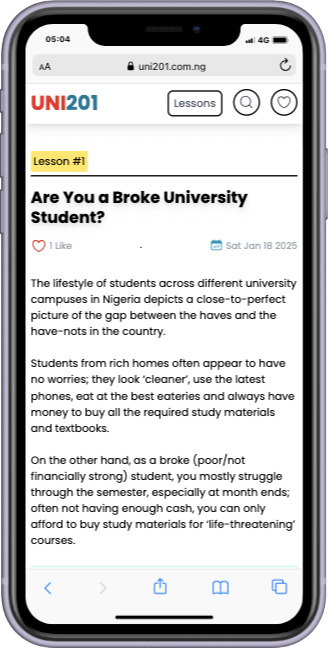 05:04
4G
AA
uni201.com.ng
UNI201
Lessons
Lesson #1
Are You a Broke University
Student?
1 Like
Sat Jan 18 2025
The lifestyle of students across different university
campuses in Nigeria depicts a close-to-perfect
picture of the gap between the haves and the
have-nots in the country.
Students from rich homes often appear to have
no worries; they look ‘cleaner’, use the latest
phones, eat at the best eateries and always have
money to buy all the required study materials
and textbooks.
On the other hand, as a broke (poor/not
financially strong) student, you mostly struggle
through the semester, especially at month ends;
often not having enough cash, you can only
afford to buy study materials for ‘life-threatening’
courses.